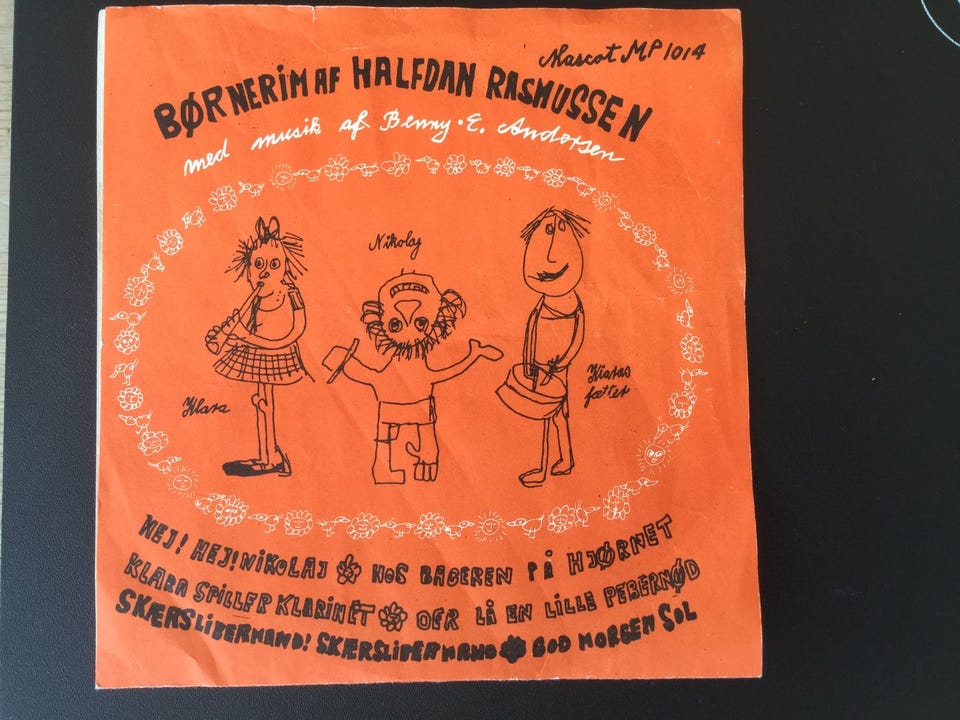 Mascot MP 1014
BØRNERIM AF HALFDAN RASMUSSEN
med musik af Benny · E. Andersen
Nikolaj
Klara
Klaras
fætter
HEJ! HEJ! NIKOLAJ HOS BAGEREN PÅ HJØRNET
KLARA SPILLER KLARINET DER LÅ EN LILLE PEBERNØD
SKÆRSLIBERMAND! SKÆRSLIBERMAND GOD MORGEN SOL